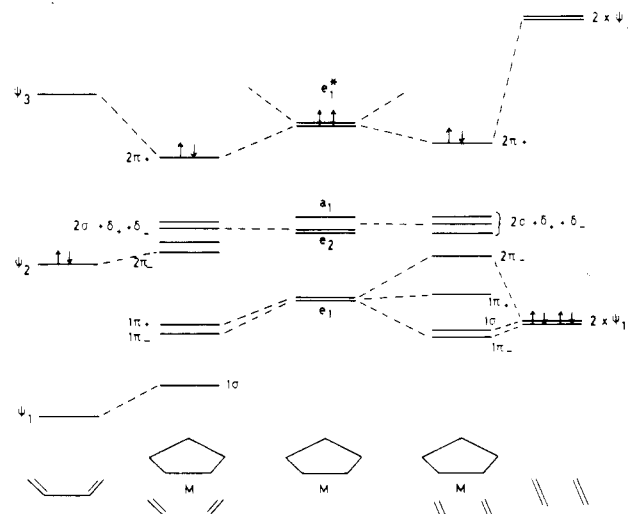 2 × ψ
ψ₃
e₁*
2π₊
2π₊
a₁
2σ + δ₊ + δ₋
2σ + δ₊ + δ₋
e₂
ψ₂
2π₋
2π₋
e₁
1π₊
1π₊
1σ
2 × ψ₁
1π₋
1π₋
1σ
ψ₁
M M M